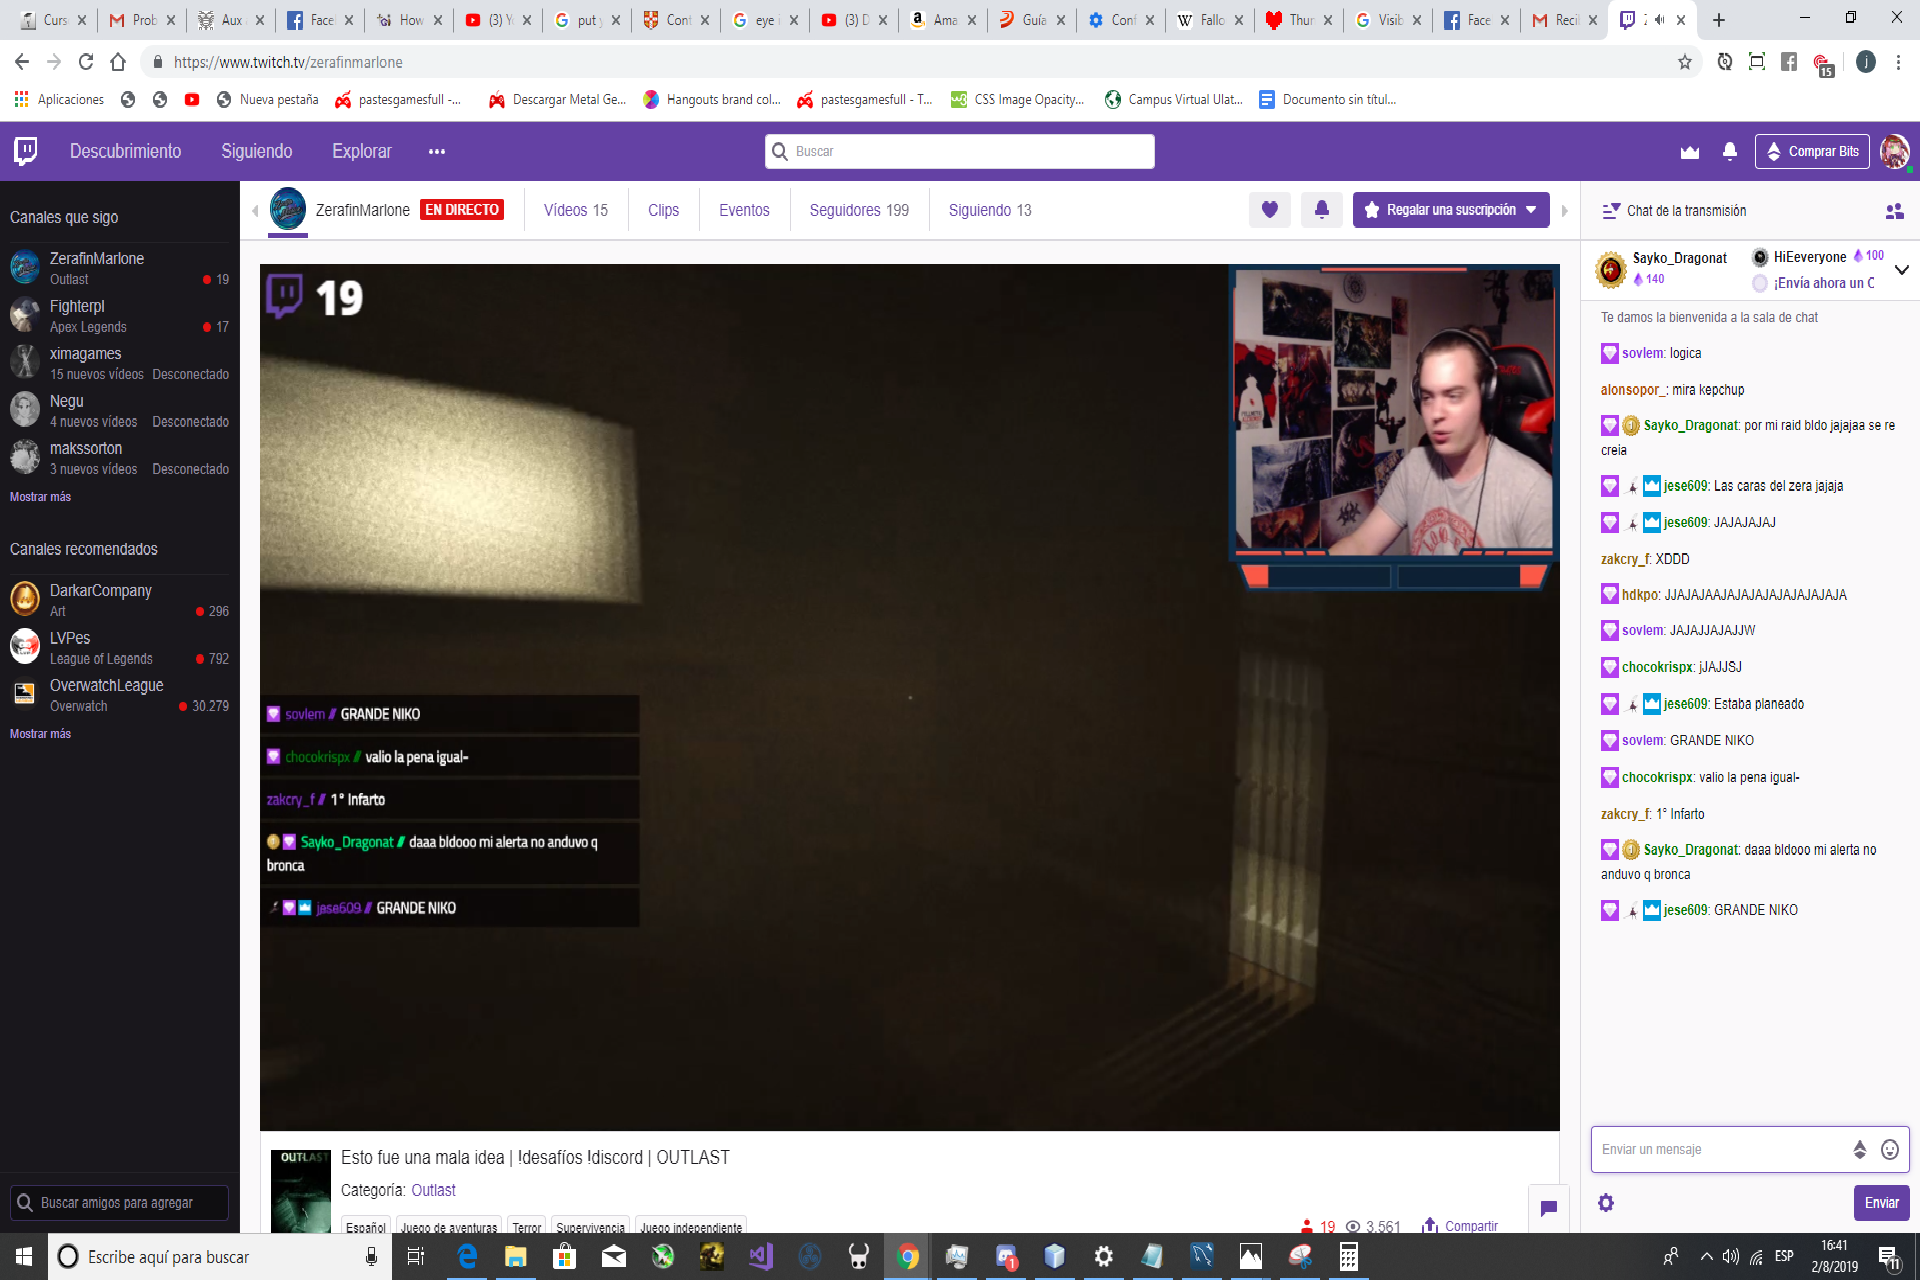 Curs
Prob
Aux
Face
How
(3) Y
put y
Cont
eye i
(3) D
Ama
Guía
Conf
Fallo
Thur
Visib
Face
Recil
https://www.twitch.tv/zerafinmarlone
15
j
Aplicaciones
Nueva pestaña
pastesgamesfull -...
Descargar Metal Ge...
Hangouts brand col...
pastesgamesfull - T...
CSS Image Opacity...
Campus Virtual Ulat...
Documento sin títul...
Descubrimiento
Siguiendo
Explorar
Buscar
Comprar Bits
Canales que sigo
ZerafinMarlone
Outlast
19
Fighterpl
Apex Legends
17
ximagames
15 nuevos vídeos Desconectado
Negu
4 nuevos vídeos Desconectado
makssorton
3 nuevos vídeos Desconectado
Mostrar más
Canales recomendados
DarkarCompany
Art
296
LVPes
League of Legends
792
OverwatchLeague
Overwatch
30.279
Mostrar más
Buscar amigos para agregar
ZerafinMarlone
EN DIRECTO
Vídeos 15
Clips
Eventos
Seguidores 199
Siguiendo 13
Regalar una suscripción
19
sovlem // GRANDE NIKO
chocokrispx // valio la pena igual-
zakcry_f // 1° Infarto
Sayko_Dragonat // daaa bldooo mi alerta no anduvo q
bronca
jese609 // GRANDE NIKO
OUTLAST
Esto fue una mala idea | !desafíos !discord | OUTLAST
Categoría: Outlast
Español
Juego de aventuras
Terror
Supervivencia
Juego independiente
19
3.561
Compartir
Chat de la transmisión
Sayko_Dragonat
140
HiEeveryone 100
¡Envía ahora un C
Te damos la bienvenida a la sala de chat
sovlem: logica
alonsopor_: mira kepchup
Sayko_Dragonat: por mi raid bldo jajajaa se re
creia
jese609: Las caras del zera jajaja
jese609: JAJAJAJAJ
zakcry_f: XDDD
hdkpo: JJAJAJAAJAJAJAJAJAJAJAJAJA
sovlem: JAJAJJAJAJJW
chocokrispx: jJAJJSJ
jese609: Estaba planeado
sovlem: GRANDE NIKO
chocokrispx: valio la pena igual-
zakcry_f: 1° Infarto
Sayko_Dragonat: daaa bldooo mi alerta no
anduvo q bronca
jese609: GRANDE NIKO
Enviar un mensaje
Enviar
Escribe aquí para buscar
1
ESP
16:41
2/8/2019
11